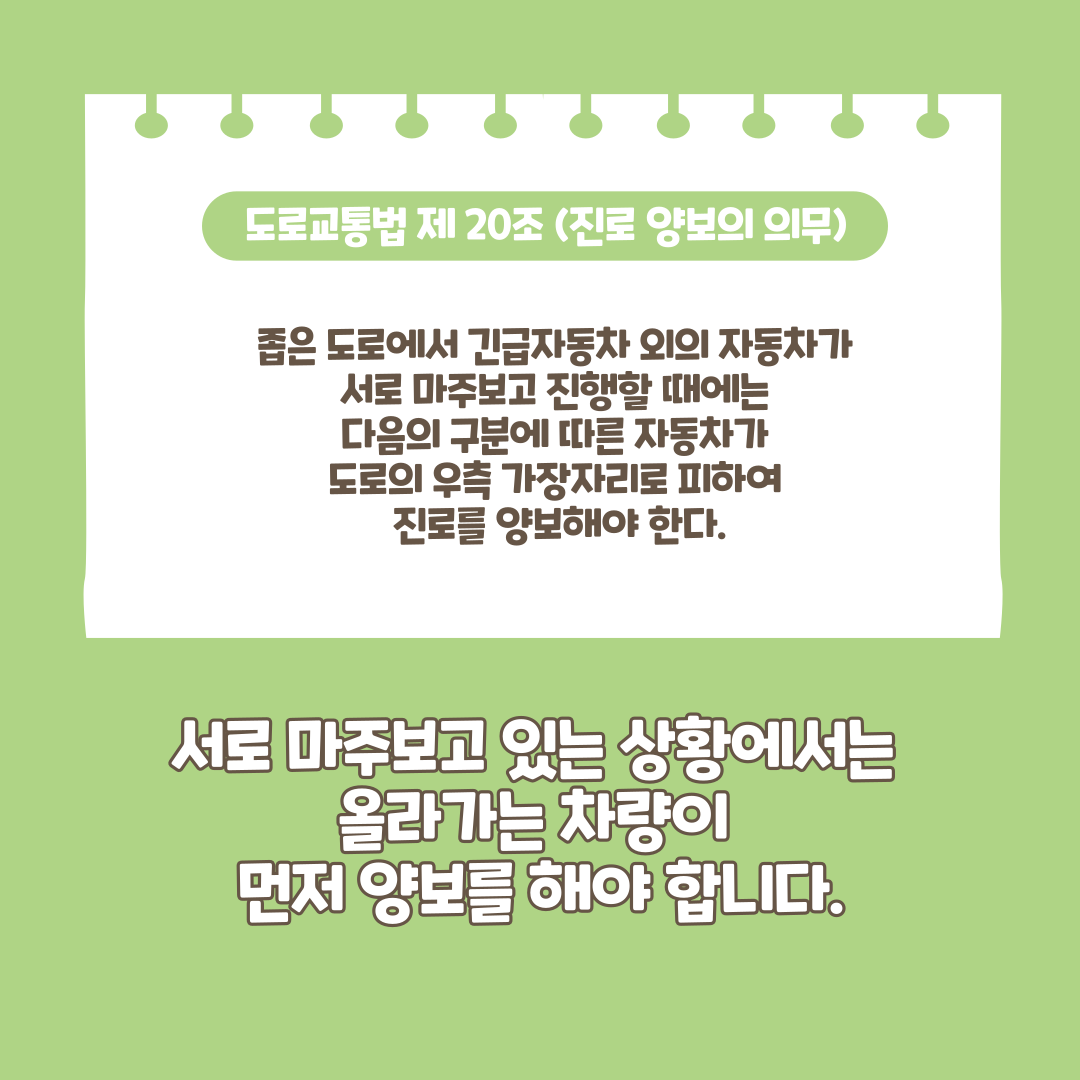 도로교통법 제 20조 (진로 양보의 의무)
좁은 도로에서 긴급자동차 외의 자동차가
서로 마주보고 진행할 때에는
다음의 구분에 따른 자동차가
도로의 우측 가장자리로 피하여
진로를 양보해야 한다.
서로 마주보고 있는 상황에서는
올라가는 차량이
먼저 양보를 해야 합니다.